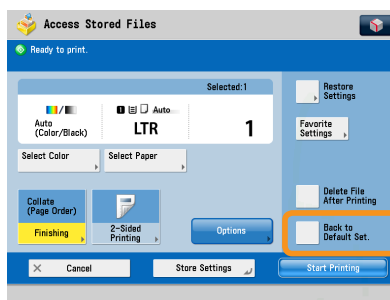 Access Stored Files
Ready to print.
Selected:1
Auto
(Color/Black)
Auto
LTR
1
Select Color
Select Paper
Collate
(Page Order)
Finishing
2-Sided
Printing
Options
Restore
Settings
Favorite
Settings
Delete File
After Printing
Back to
Default Set.
Cancel
Store Settings
Start Printing